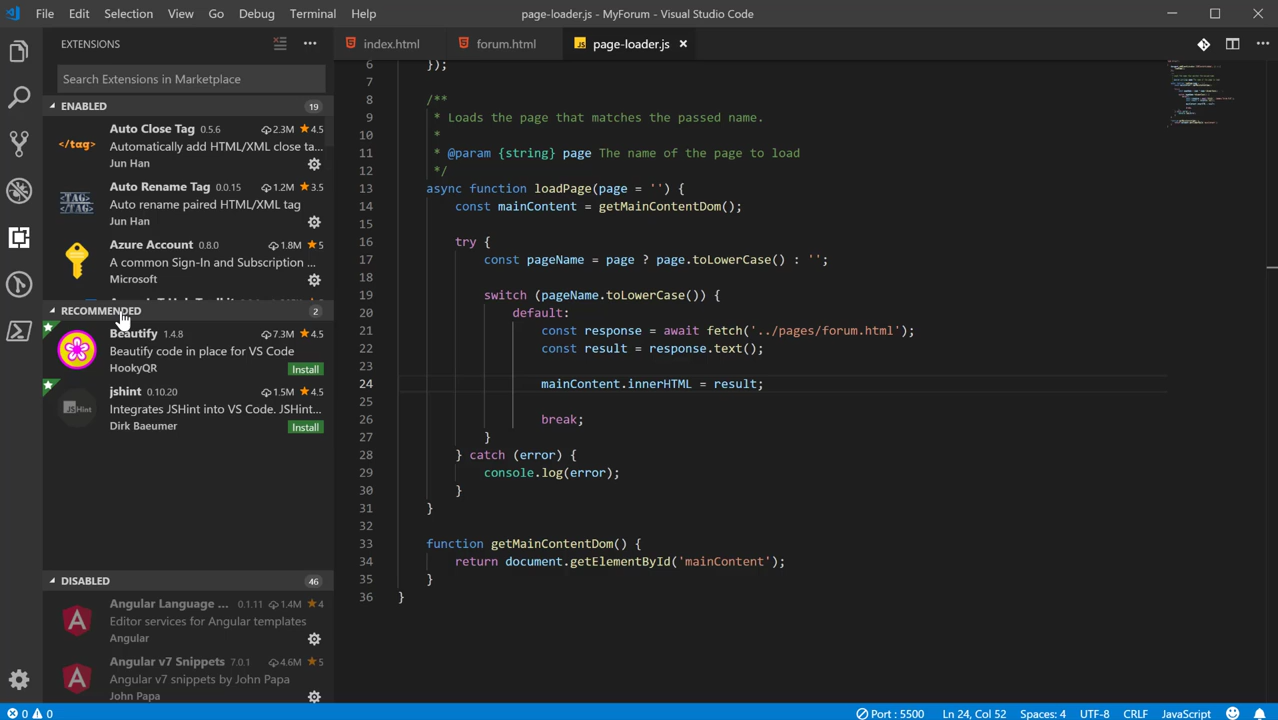 File Edit Selection View Go Debug Terminal Help page-loader.js - MyForum - Visual Studio Code
EXTENSIONS
Search Extensions in Marketplace
ENABLED 19
Auto Close Tag 0.5.6 2.3M 4.5
</tag>
Automatically add HTML/XML close ta...
Jun Han
Auto Rename Tag 0.0.15 1.2M 3.5
Auto rename paired HTML/XML tag
Jun Han
Azure Account 0.8.0 1.8M 5
A common Sign-In and Subscription ...
Microsoft
RECOMMENDED 2
Beautify 1.4.8 7.3M 4.5
Beautify code in place for VS Code
HookyQR Install
jshint 0.10.20 1.5M 4.5
JSHint
Integrates JSHint into VS Code. JSHint...
Dirk Baeumer Install
DISABLED 46
Angular Language ... 0.1.11 1.4M 4
Editor services for Angular templates
Angular
Angular v7 Snippets 7.0.1 4.6M 5
Angular v7 snippets by John Papa
John Papa
index.html forum.html JS page-loader.js
6 });
7
8 /**
9 * Loads the page that matches the passed name.
10 *
11 * @param {string} page The name of the page to load
12 */
13 async function loadPage(page = '') {
14 const mainContent = getMainContentDom();
15
16 try {
17 const pageName = page ? page.toLowerCase() : '';
18
19 switch (pageName.toLowerCase()) {
20 default:
21 const response = await fetch('../pages/forum.html');
22 const result = response.text();
23
24 mainContent.innerHTML = result;
25
26 break;
27 }
28 } catch (error) {
29 console.log(error);
30 }
31 }
32
33 function getMainContentDom() {
34 return document.getElementById('mainContent');
35 }
36 }
0 0 Port : 5500 Ln 24, Col 52 Spaces: 4 UTF-8 CRLF JavaScript